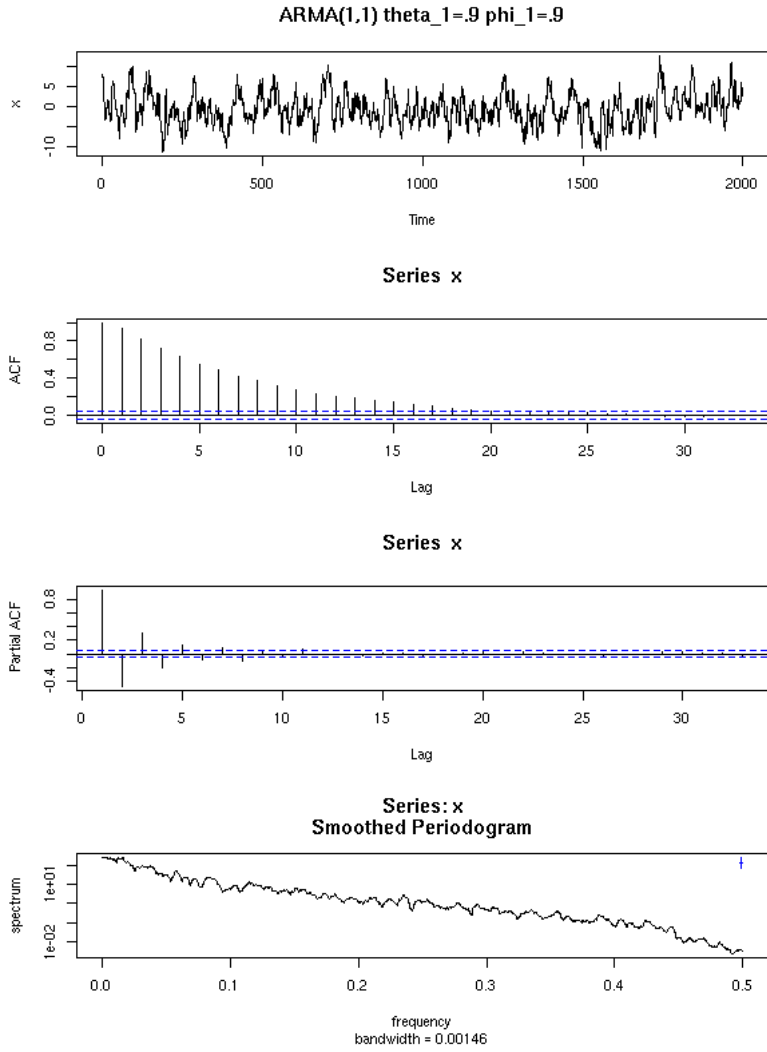 ARMA(1,1) theta_1=.9 phi_1=.9
x
5
0
-10
0 500 1000 1500 2000
Time
Series x
ACF
0.8
0.4
0.0
0 5 10 15 20 25 30
Lag
Series x
Partial ACF
0.8
0.2
-0.4
0 5 10 15 20 25 30
Lag
Series: x
Smoothed Periodogram
spectrum
1e+01
1e-02
0.0 0.1 0.2 0.3 0.4 0.5
frequency
bandwidth = 0.00146